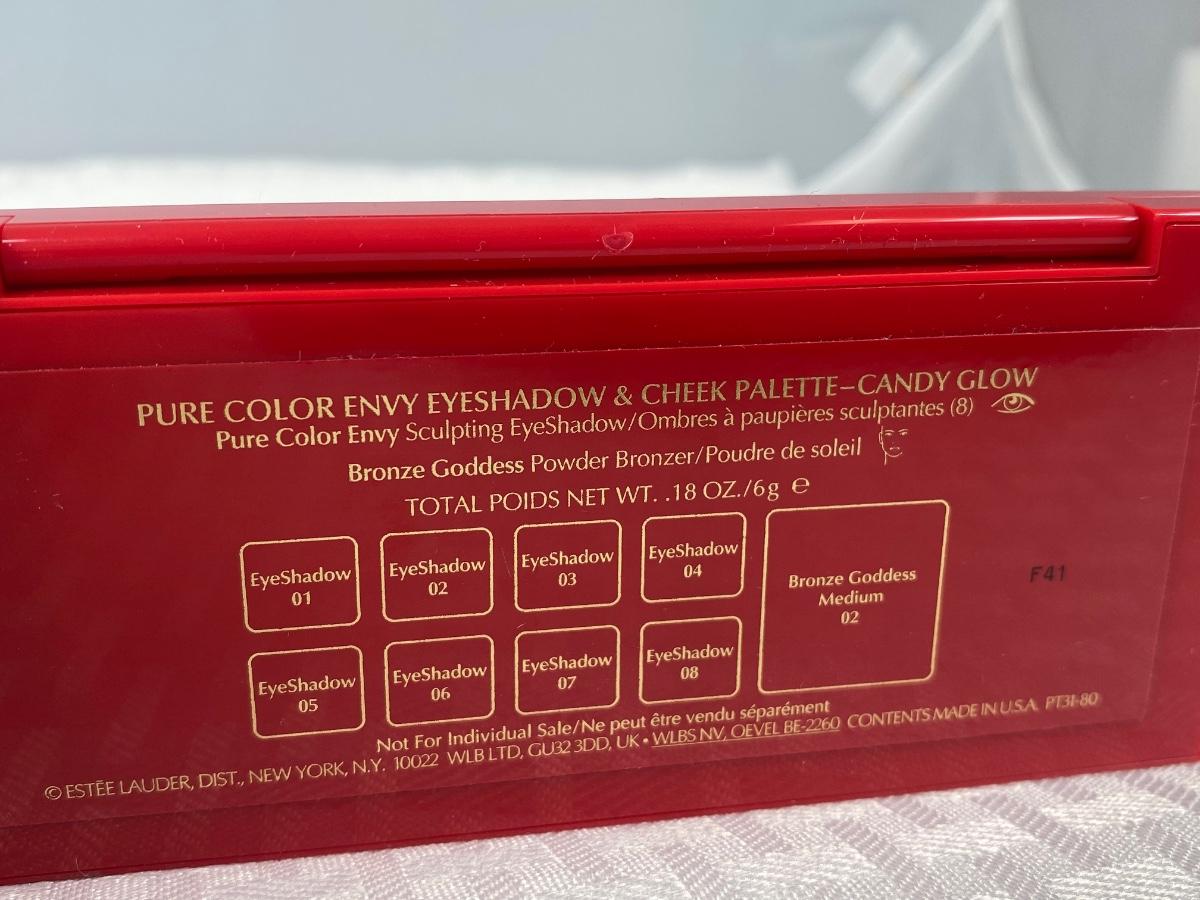 PURE COLOR ENVY EYESHADOW & CHEEK PALETTE–CANDY GLOW
Pure Color Envy Sculpting EyeShadow/Ombres à paupières sculptantes (8)
Bronze Goddess Powder Bronzer/Poudre de soleil
TOTAL POIDS NET WT. .18 OZ./6g ℮
EyeShadow
01
EyeShadow
02
EyeShadow
03
EyeShadow
04
Bronze Goddess
Medium
02
F41
EyeShadow
05
EyeShadow
06
EyeShadow
07
EyeShadow
08
Not For Individual Sale/Ne peut être vendu séparément
© ESTĒE LAUDER, DIST., NEW YORK, N.Y. 10022 WLB LTD, GU32 3DD, UK • WLBS NV, OEVEL BE-2260 CONTENTS MADE IN U.S.A. PT31-80